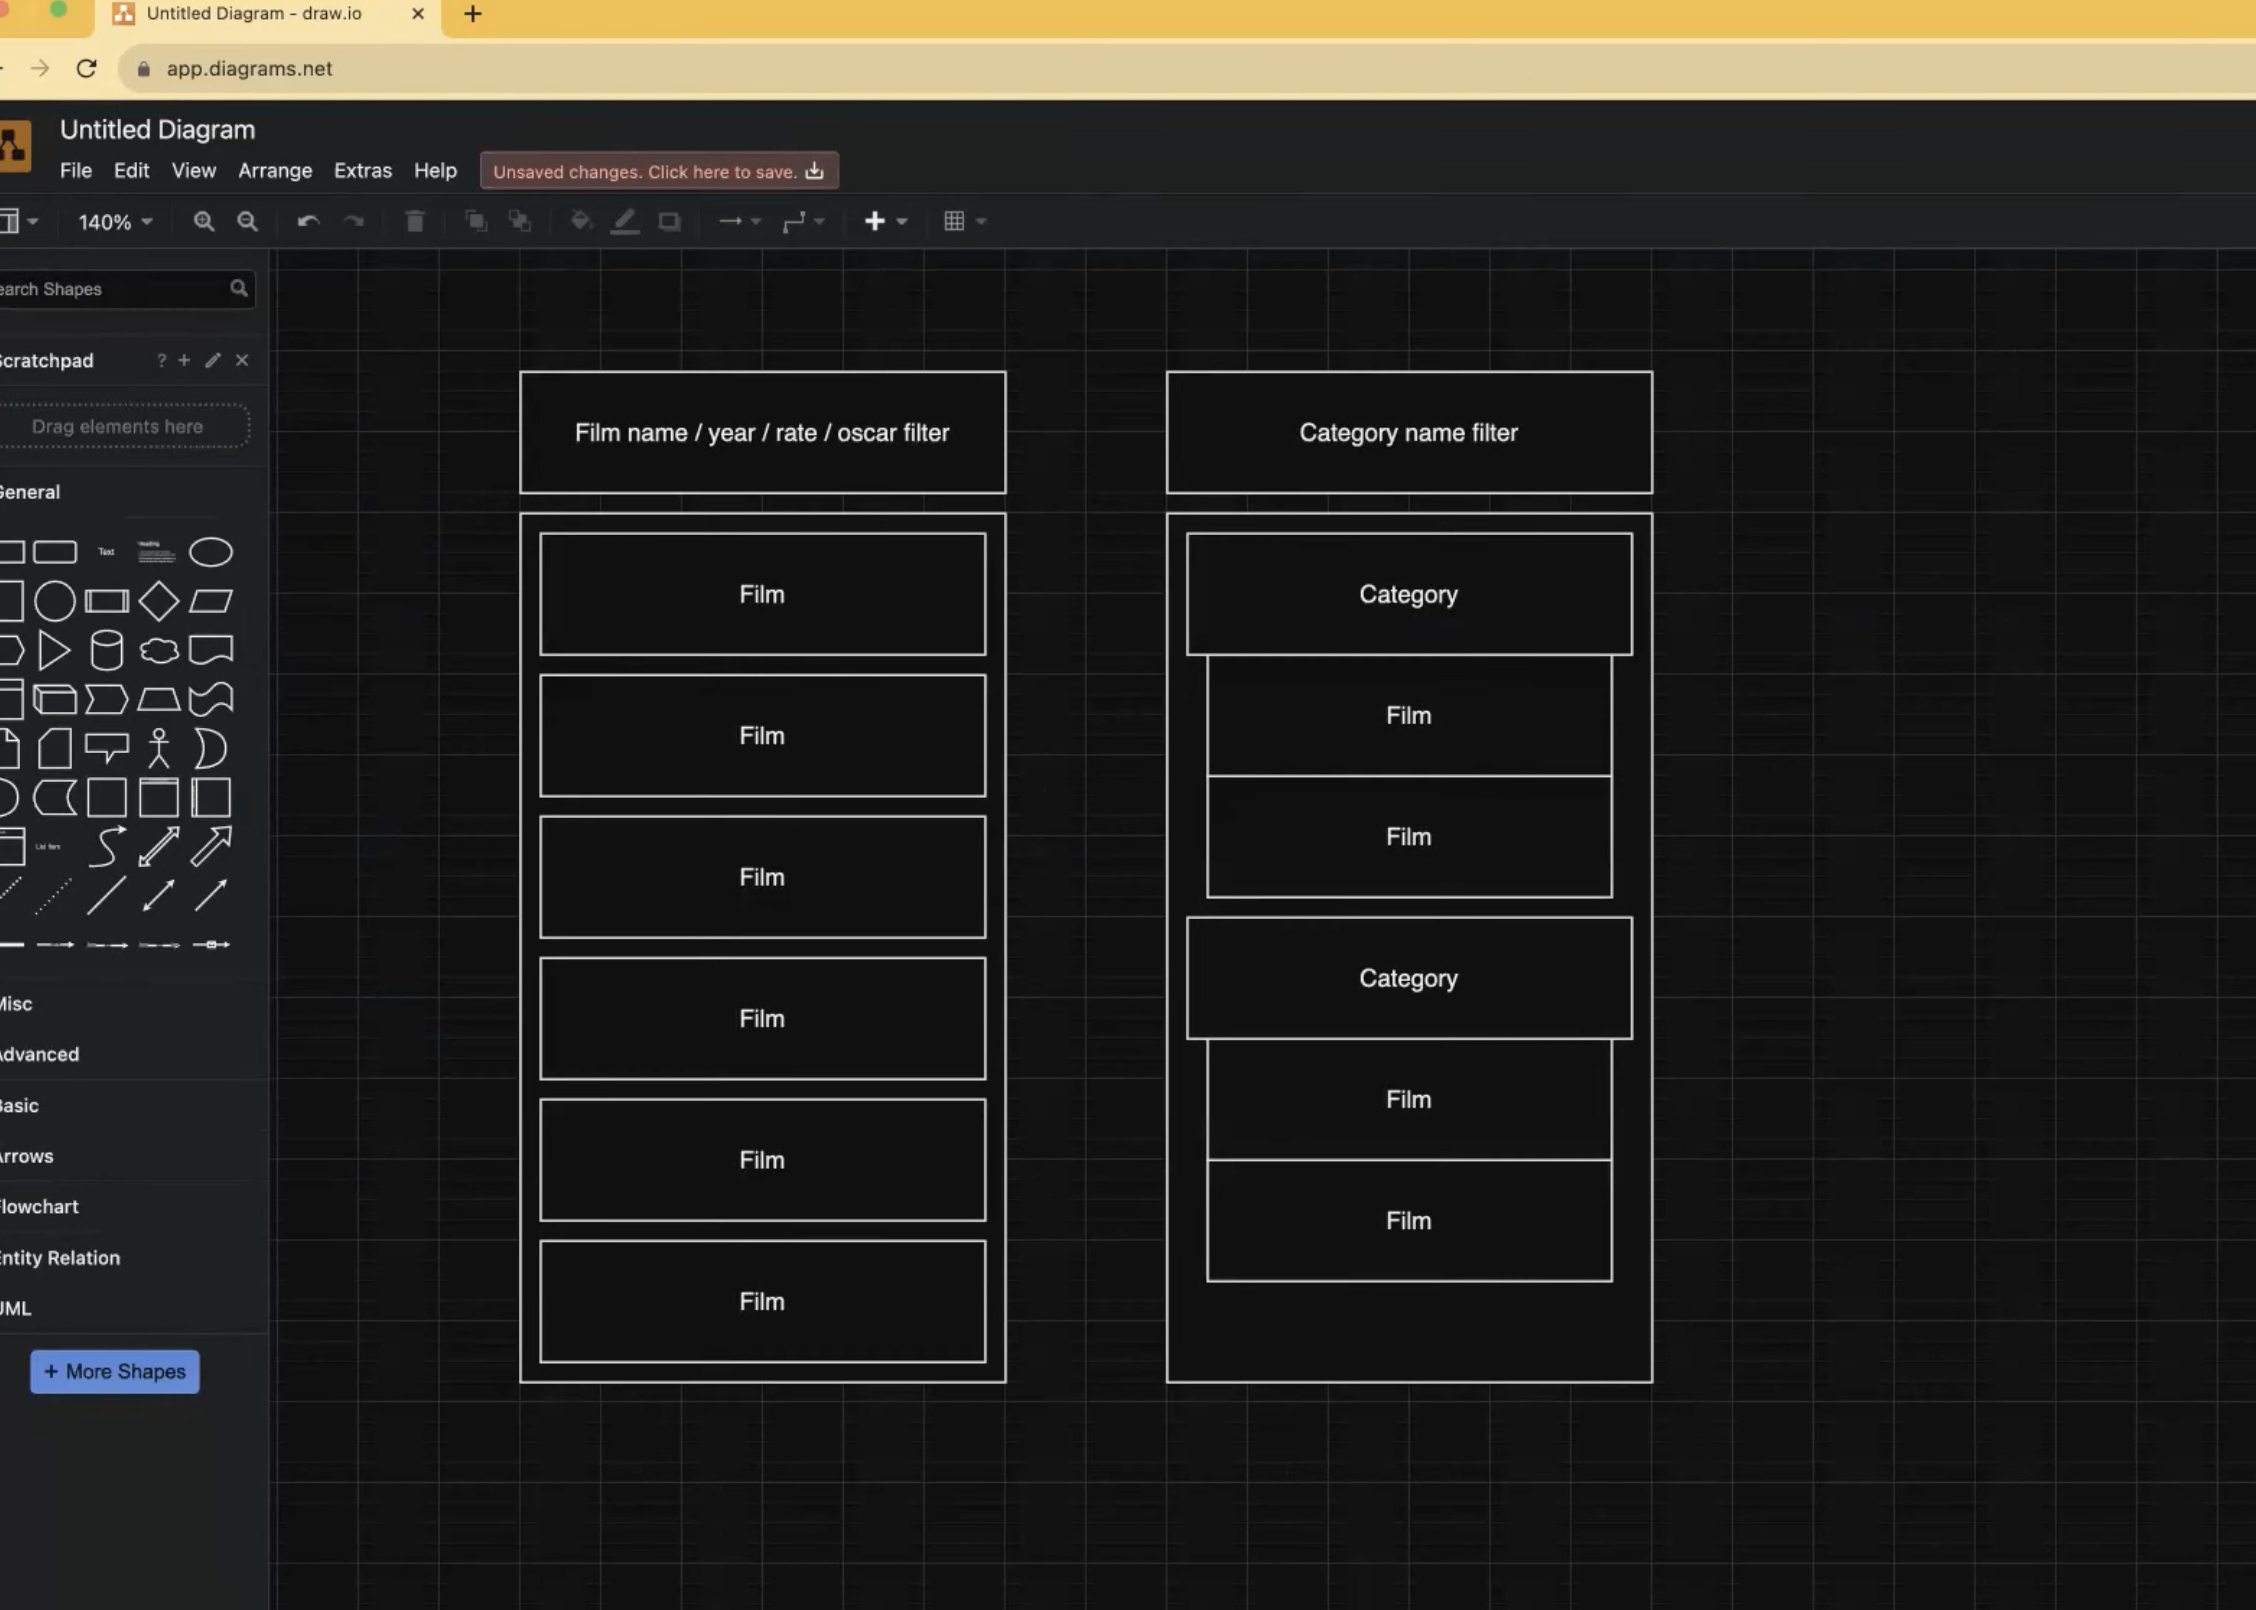 Untitled Diagram - draw.io
app.diagrams.net
Untitled Diagram
File Edit View Arrange Extras Help Unsaved changes. Click here to save.
140%
earch Shapes
Scratchpad ? +
Drag elements here
General
Text
Heading
List Item
Misc
Advanced
Basic
Arrows
Flowchart
Entity Relation
UML
+ More Shapes
Film name / year / rate / oscar filter
Film
Film
Film
Film
Film
Film
Category name filter
Category
Film
Film
Category
Film
Film